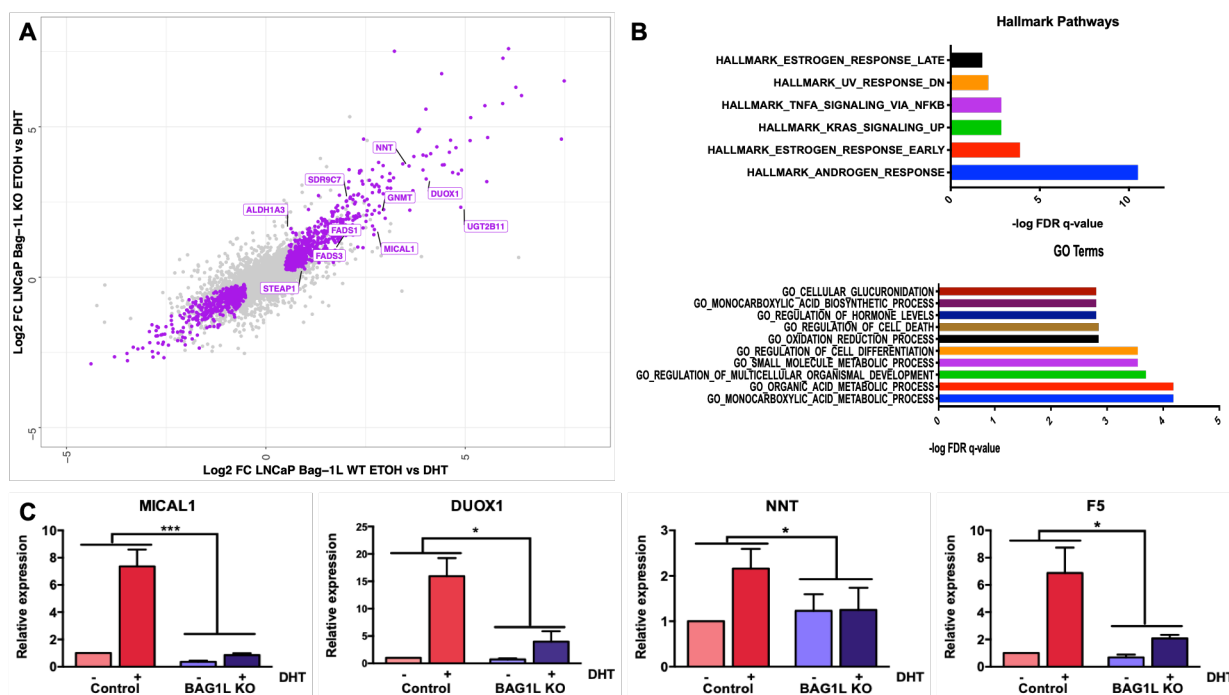 A
Log2 FC LNCaP Bag–1L KO ETOH vs DHT
5
0
–5
NNT
SDR9C7
DUOX1
GNMT
ALDH1A3
UGT2B11
FADS1
MICAL1
FADS3
STEAP1
–5
0
5
Log2 FC LNCaP Bag–1L WT ETOH vs DHT
B
Hallmark Pathways
HALLMARK_ESTROGEN_RESPONSE_LATE
HALLMARK_UV_RESPONSE_DN
HALLMARK_TNFA_SIGNALING_VIA_NFKB
HALLMARK_KRAS_SIGNALING_UP
HALLMARK_ESTROGEN_RESPONSE_EARLY
HALLMARK_ANDROGEN_RESPONSE
0
5
10
-log FDR q-value
GO Terms
GO_CELLULAR_GLUCURONIDATION
GO_MONOCARBOXYLIC_ACID_BIOSYNTHETIC_PROCESS
GO_REGULATION_OF_HORMONE_LEVELS
GO_REGULATION_OF_CELL_DEATH
GO_OXIDATION_REDUCTION_PROCESS
GO_REGULATION_OF_CELL_DIFFERENTIATION
GO_SMALL_MOLECULE_METABOLIC_PROCESS
GO_REGULATION_OF_MULTICELLULAR_ORGANISMAL_DEVELOPMENT
GO_ORGANIC_ACID_METABOLIC_PROCESS
GO_MONOCARBOXYLIC_ACID_METABOLIC_PROCESS
0 1 2 3 4 5
-log FDR q-value
C
MICAL1
Relative expression
10
8
6
4
2
0
***
- + - + DHT
Control BAG1L KO
DUOX1
Relative expression
25
20
15
10
5
0
*
- + - + DHT
Control BAG1L KO
NNT
Relative expression
3
2
1
0
*
- + - + DHT
Control BAG1L KO
F5
Relative expression
10
8
6
4
2
0
*
- + - + DHT
Control BAG1L KO